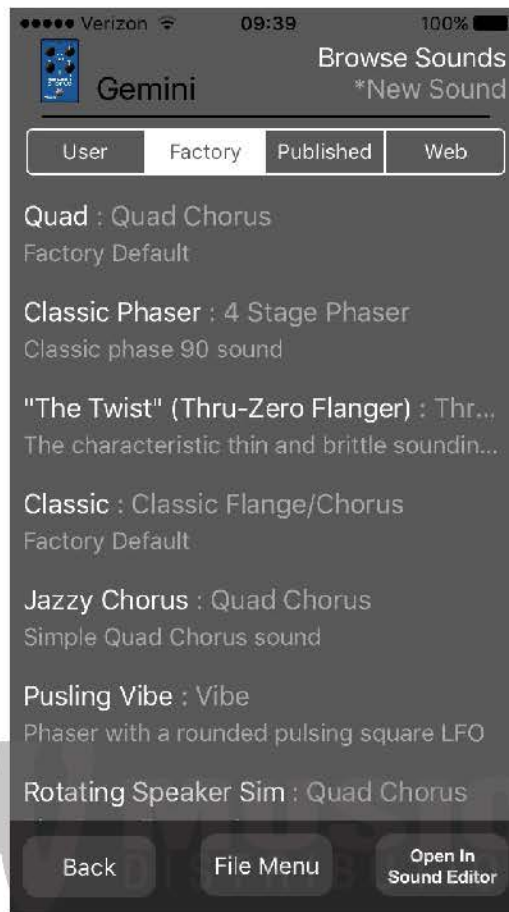 Verizon 09:39 100%
Browse Sounds
Gemini *New Sound
User Factory Published Web
Quad : Quad Chorus
Factory Default
Classic Phaser : 4 Stage Phaser
Classic phase 90 sound
"The Twist" (Thru-Zero Flanger) : Thr...
The characteristic thin and brittle soundin...
Classic : Classic Flange/Chorus
Factory Default
Jazzy Chorus : Quad Chorus
Simple Quad Chorus sound
Pusling Vibe : Vibe
Phaser with a rounded pulsing square LFO
Rotating Speaker Sim : Quad Chorus
Back File Menu Open In
Sound Editor